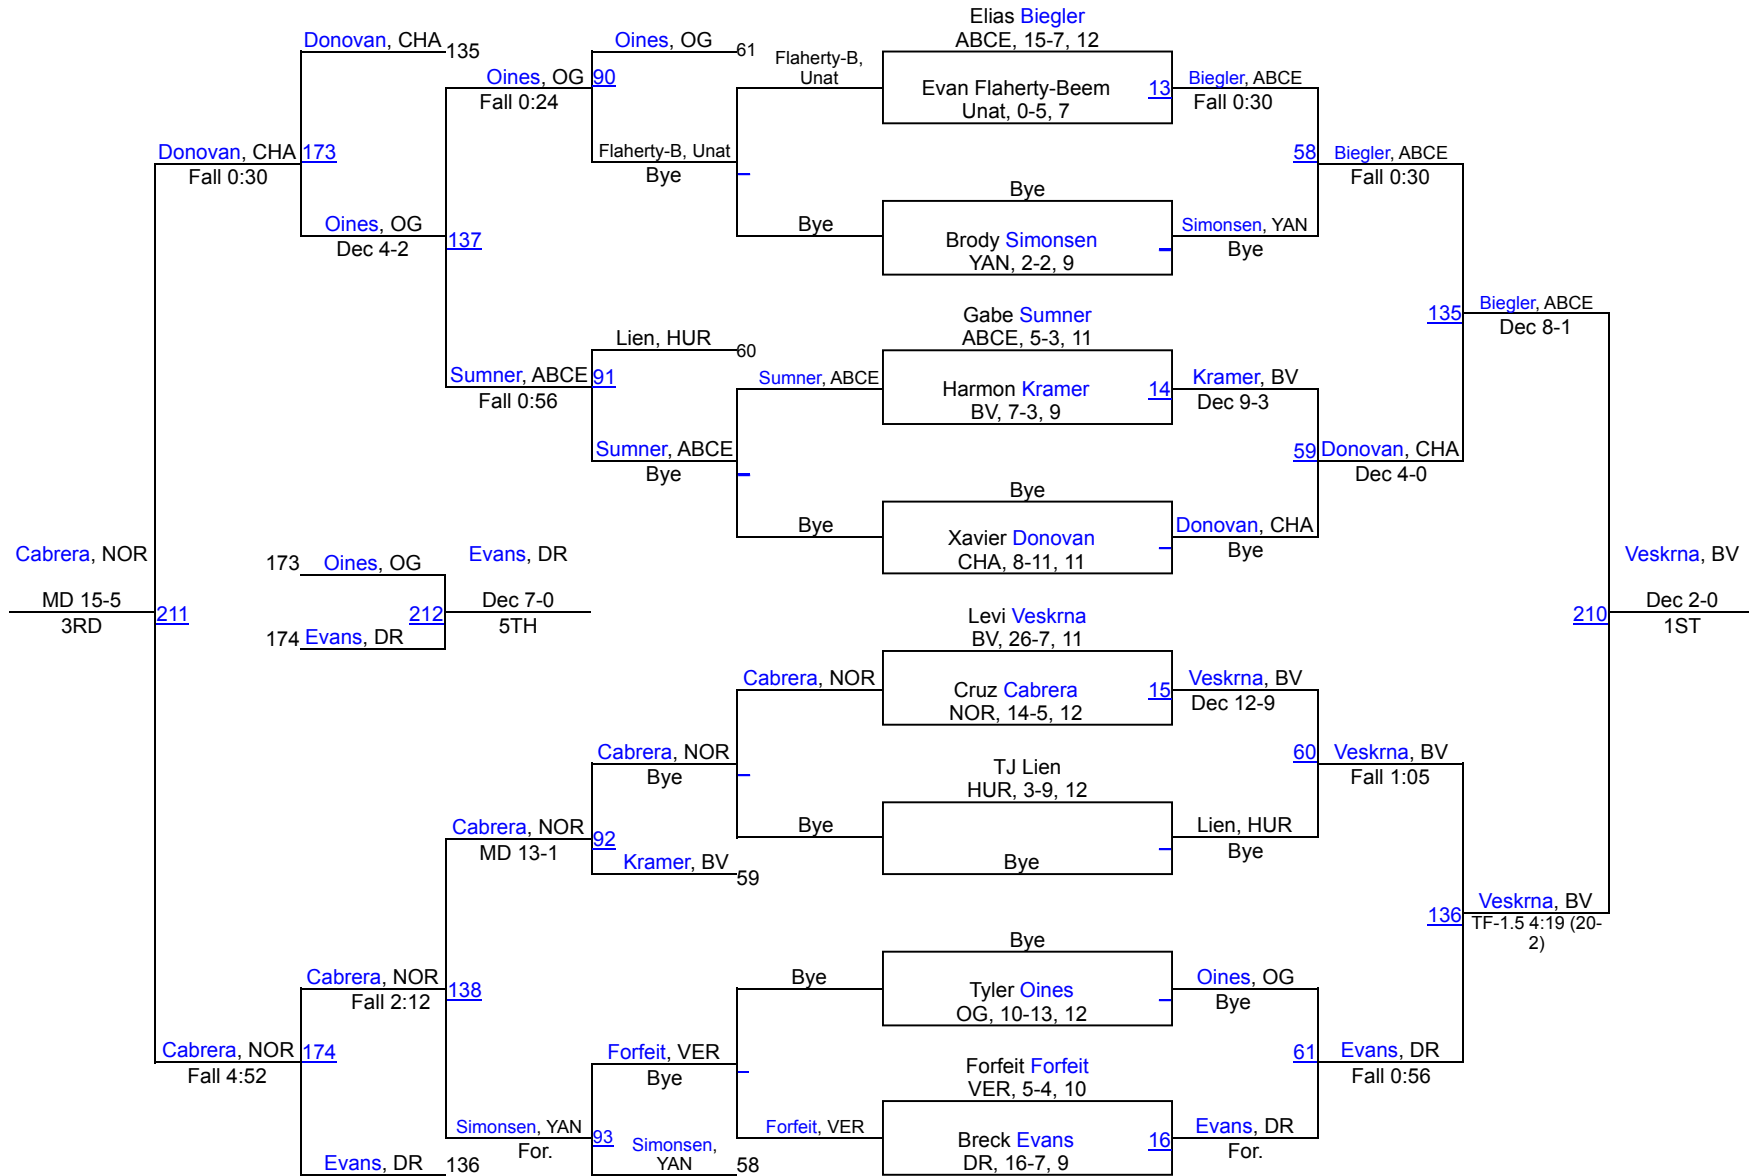 Elias Biegler
ABCE, 15-7, 12
Donovan, CHA
135
Oines, OG
61
Flaherty-B,
Unat
Oines, OG
90
Fall 0:24
Evan Flaherty-Beem
Unat, 0-5, 7
13
Biegler, ABCE
Fall 0:30
Donovan, CHA
173
Fall 0:30
Flaherty-B, Unat
Bye
58
Biegler, ABCE
Fall 0:30
Bye
Oines, OG
Dec 4-2
137
Bye
Brody Simonsen
YAN, 2-2, 9
Simonsen, YAN
Bye
Gabe Sumner
ABCE, 5-3, 11
135
Biegler, ABCE
Dec 8-1
Lien, HUR
60
Sumner, ABCE
91
Fall 0:56
Sumner, ABCE
Harmon Kramer
BV, 7-3, 9
14
Kramer, BV
Dec 9-3
Sumner, ABCE
Bye
59
Donovan, CHA
Dec 4-0
Bye
Bye
Xavier Donovan
CHA, 8-11, 11
Donovan, CHA
Bye
Cabrera, NOR
MD 15-5
3RD
211
173
Oines, OG
174
Evans, DR
212
Evans, DR
Dec 7-0
5TH
Veskrna, BV
210
Dec 2-0
1ST
Levi Veskrna
BV, 26-7, 11
Cabrera, NOR
Cruz Cabrera
NOR, 14-5, 12
15
Veskrna, BV
Dec 12-9
Cabrera, NOR
Bye
60
Veskrna, BV
Fall 1:05
TJ Lien
HUR, 3-9, 12
Cabrera, NOR
MD 13-1
92
Bye
Lien, HUR
Bye
Bye
Kramer, BV
59
136
Veskrna, BV
TF-1.5 4:19 (20-
2)
Bye
Cabrera, NOR
Fall 2:12
138
Bye
Tyler Oines
OG, 10-13, 12
Oines, OG
Bye
Cabrera, NOR
174
Fall 4:52
Forfeit, VER
Bye
Forfeit Forfeit
VER, 5-4, 10
61
Evans, DR
Fall 0:56
Simonsen, YAN
For.
93
Forfeit, VER
Breck Evans
DR, 16-7, 9
16
Evans, DR
For.
Evans, DR
136
Simonsen,
YAN
58